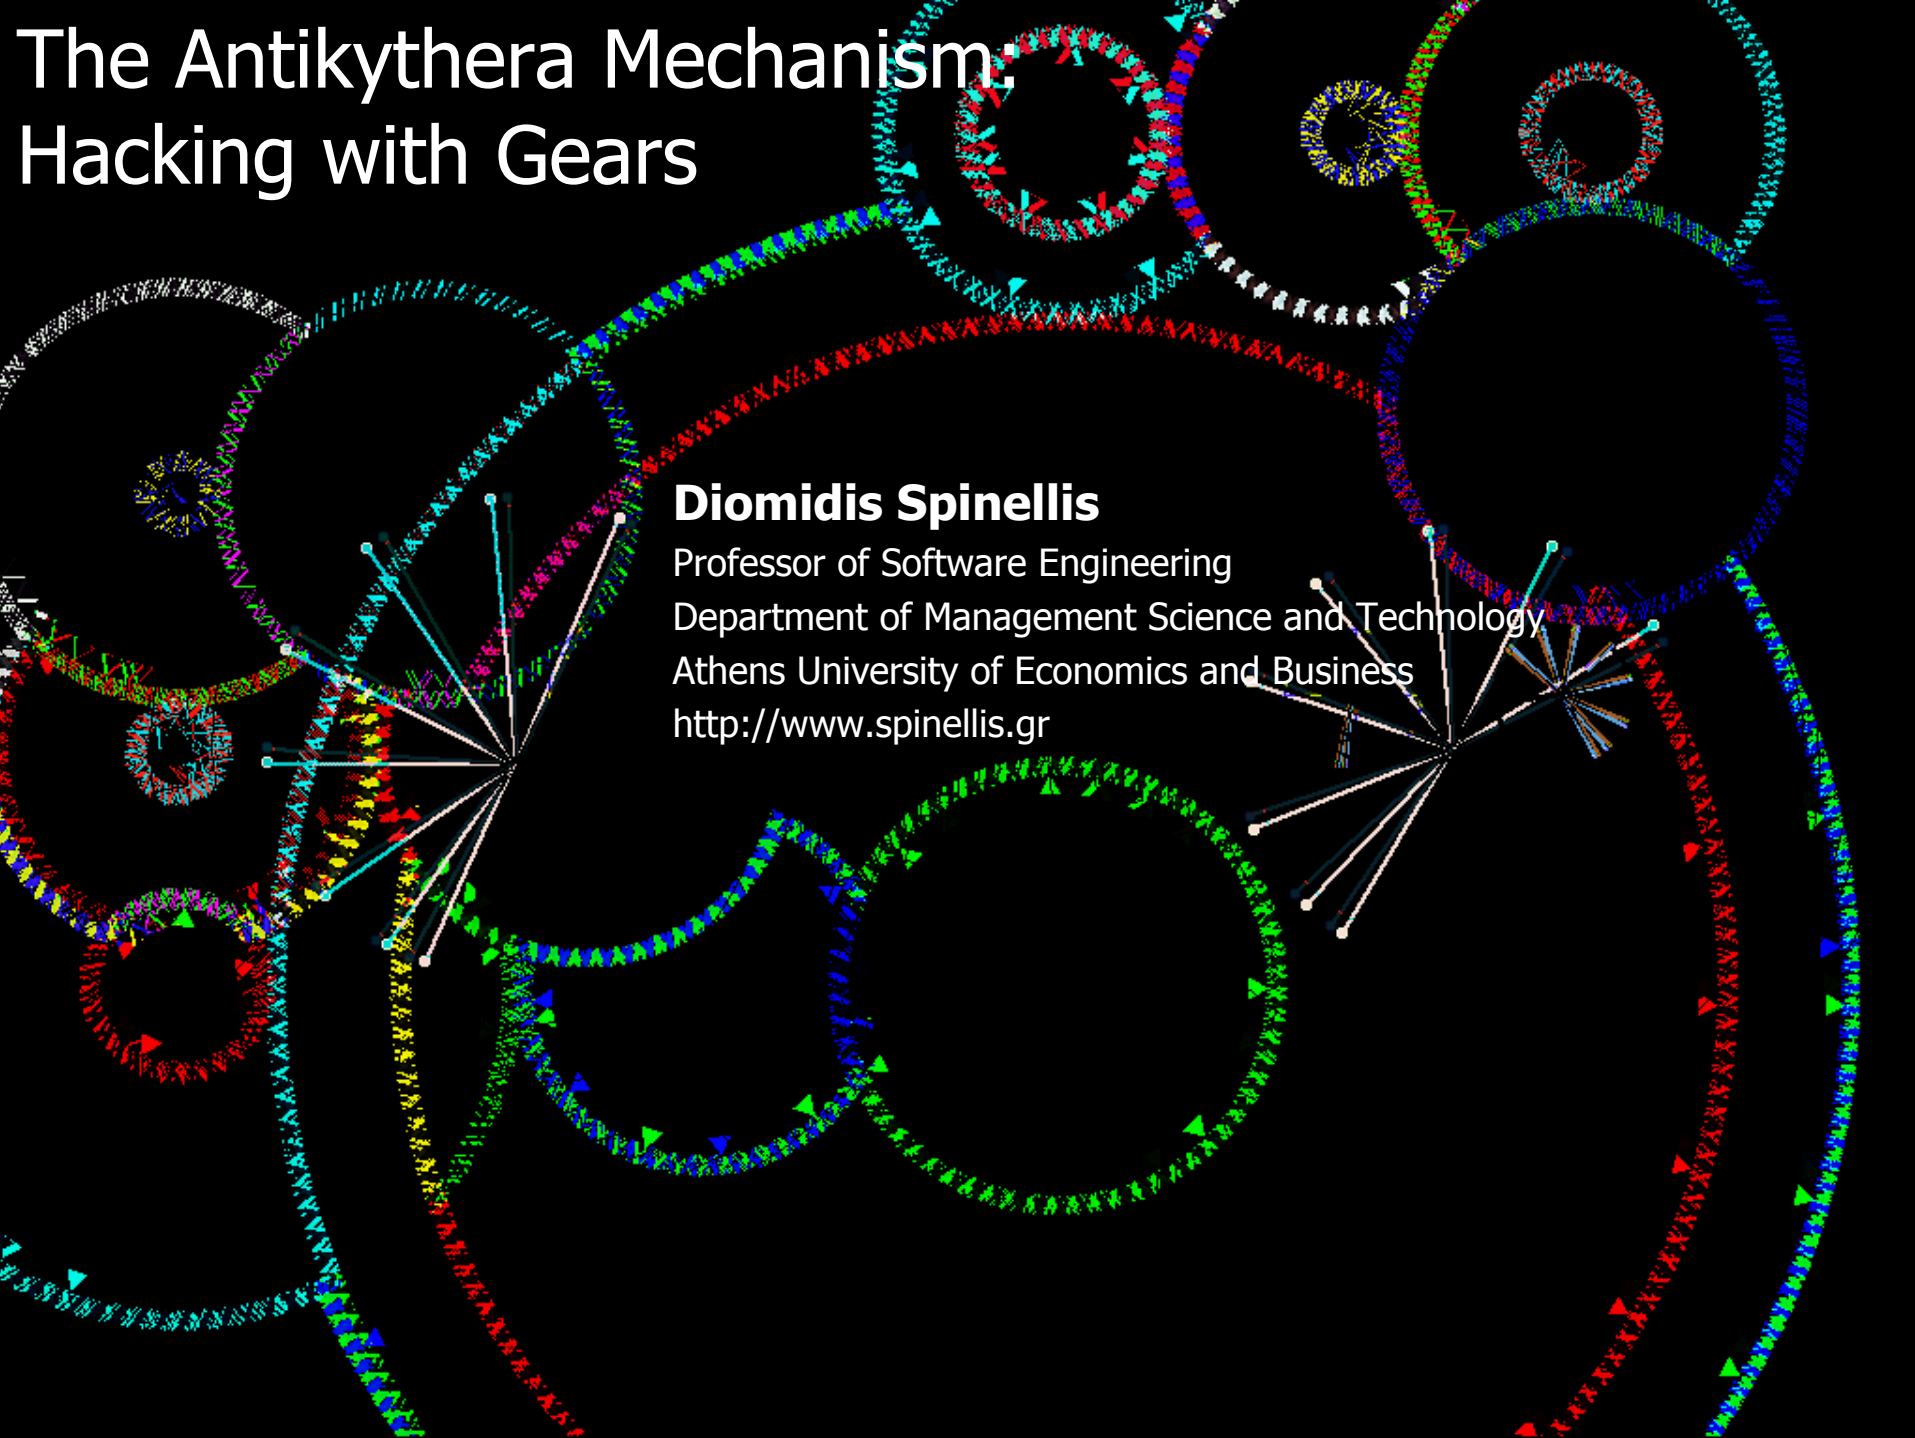 The Antikythera Mechanism:
Hacking with Gears
Diomidis Spinellis
Professor of Software Engineering
Department of Management Science and Technology
Athens University of Economics and Business
http://www.spinellis.gr